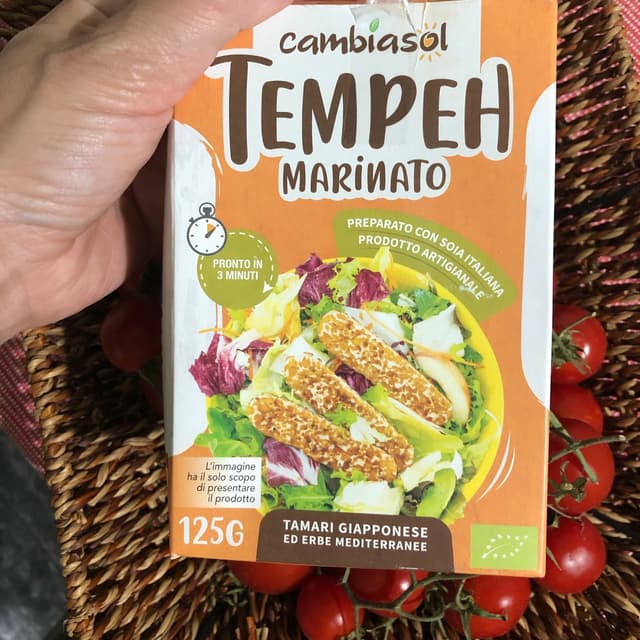 cambiasol
TEMPEH
MARINATO
PREPARATO CON SOIA ITALIANA
PRODOTTO ARTIGIANALE
PRONTO IN
3 MINUTI
L'immagine
ha il solo scopo
di presentare
il prodotto
125G
TAMARI GIAPPONESE
ED ERBE MEDITERRANEE